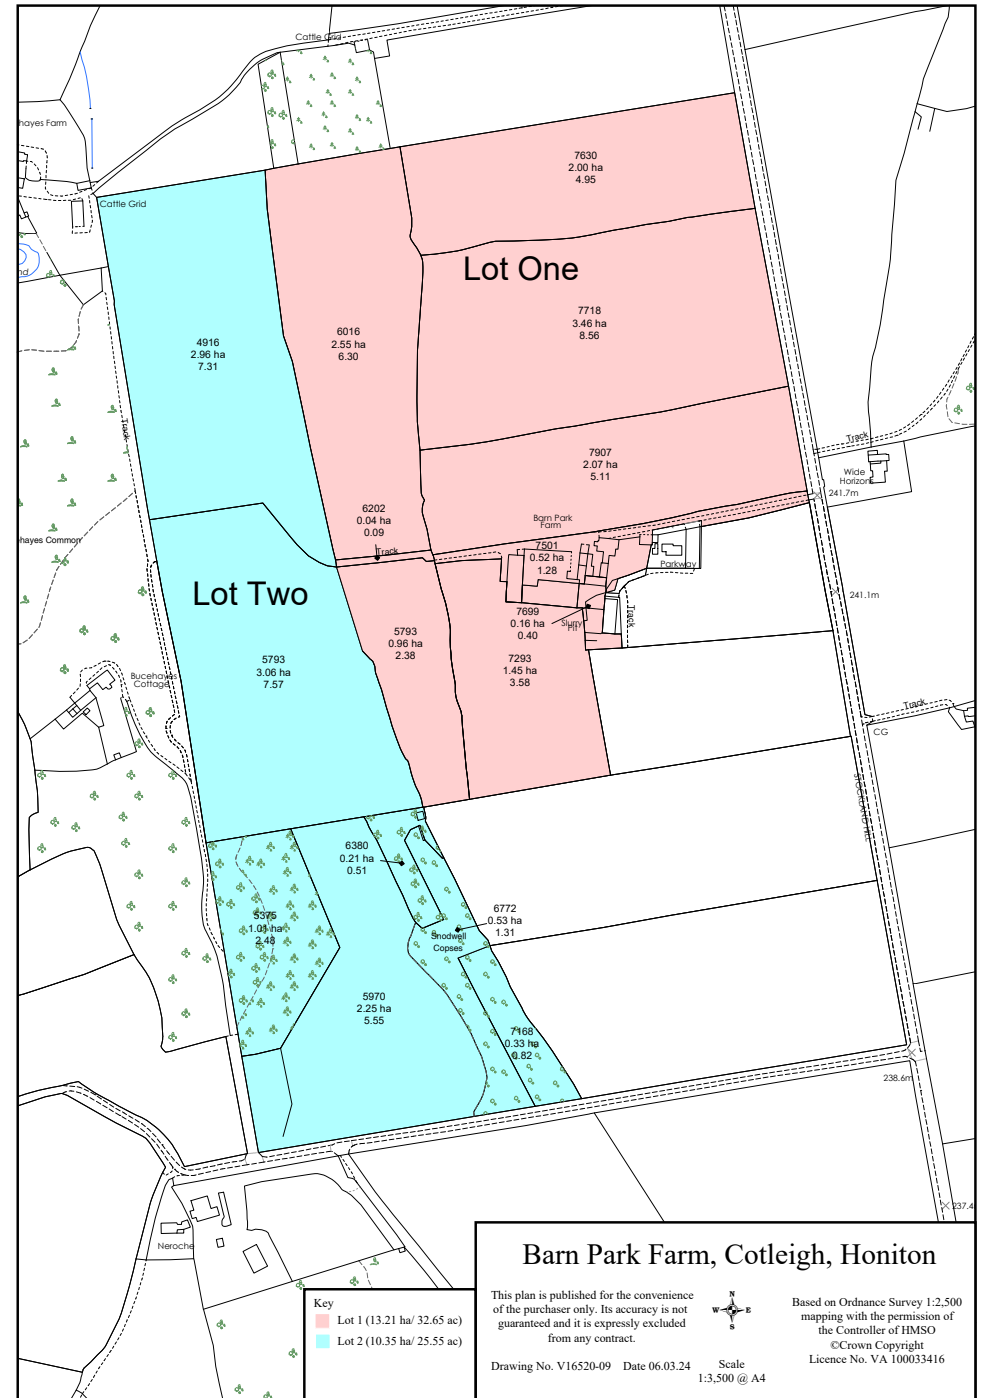 Cattle Grid
hayes Farm
Cattle Grid
nd
7630
2.00 ha
4.95
Lot One
7718
3.46 ha
8.56
6016
2.55 ha
6.30
4916
2.96 ha
7.31
Track
7907
2.07 ha
5.11
Track
Wide
Horizons
241.7m
6202
0.04 ha
0.09
Track
Barn Park
Farm
7501
0.52 ha
1.28
Parkway
hayes Common
Lot Two
241.1m
7699
0.16 ha
0.40
Slurry
Pit
Track
5793
0.96 ha
2.38
5793
3.06 ha
7.57
7293
1.45 ha
3.58
Bucehayes
Cottage
Track
CG
STOCKLAND HILL
6380
0.21 ha
0.51
6772
0.53 ha
1.31
5375
1.01 ha
2.48
Snodwell
Copses
5970
2.25 ha
5.55
7168
0.33 ha
0.82
238.6m
237.4
Neroche
Key
Lot 1 (13.21 ha/ 32.65 ac)
Lot 2 (10.35 ha/ 25.55 ac)
Barn Park Farm, Cotleigh, Honiton
This plan is published for the convenience
of the purchaser only. Its accuracy is not
guaranteed and it is expressly excluded
from any contract.
N
W E
S
Based on Ordnance Survey 1:2,500
mapping with the permission of
the Controller of HMSO
©Crown Copyright
Licence No. VA 100033416
Drawing No. V16520-09 Date 06.03.24
Scale
1:3,500 @ A4